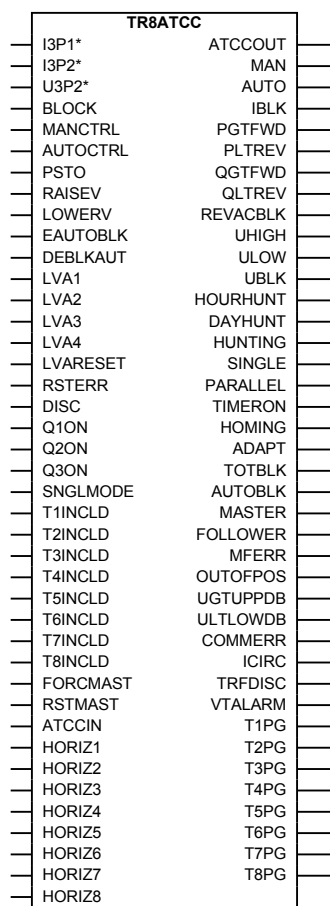 TR8ATCC
I3P1* ATCCOUT
I3P2* MAN
U3P2* AUTO
BLOCK IBLK
MANCTRL PGTFWD
AUTOCTRL PLTREV
PSTO QGTFWD
RAISEV QLTREV
LOWERV REVACBLK
EAUTOBLK UHIGH
DEBLKAUT ULOW
LVA1 UBLK
LVA2 HOURHUNT
LVA3 DAYHUNT
LVA4 HUNTING
LVARESET SINGLE
RSTERR PARALLEL
DISC TIMERON
Q1ON HOMING
Q2ON ADAPT
Q3ON TOTBLK
SNGLMODE AUTOBLK
T1INCLD MASTER
T2INCLD FOLLOWER
T3INCLD MFERR
T4INCLD OUTOFPOS
T5INCLD UGTUPPDB
T6INCLD ULTLOWDB
T7INCLD COMMERR
T8INCLD ICIRC
FORCMAST TRFDISC
RSTMAST VTALARM
ATCCIN T1PG
HORIZ1 T2PG
HORIZ2 T3PG
HORIZ3 T4PG
HORIZ4 T5PG
HORIZ5 T6PG
HORIZ6 T7PG
HORIZ7 T8PG
HORIZ8